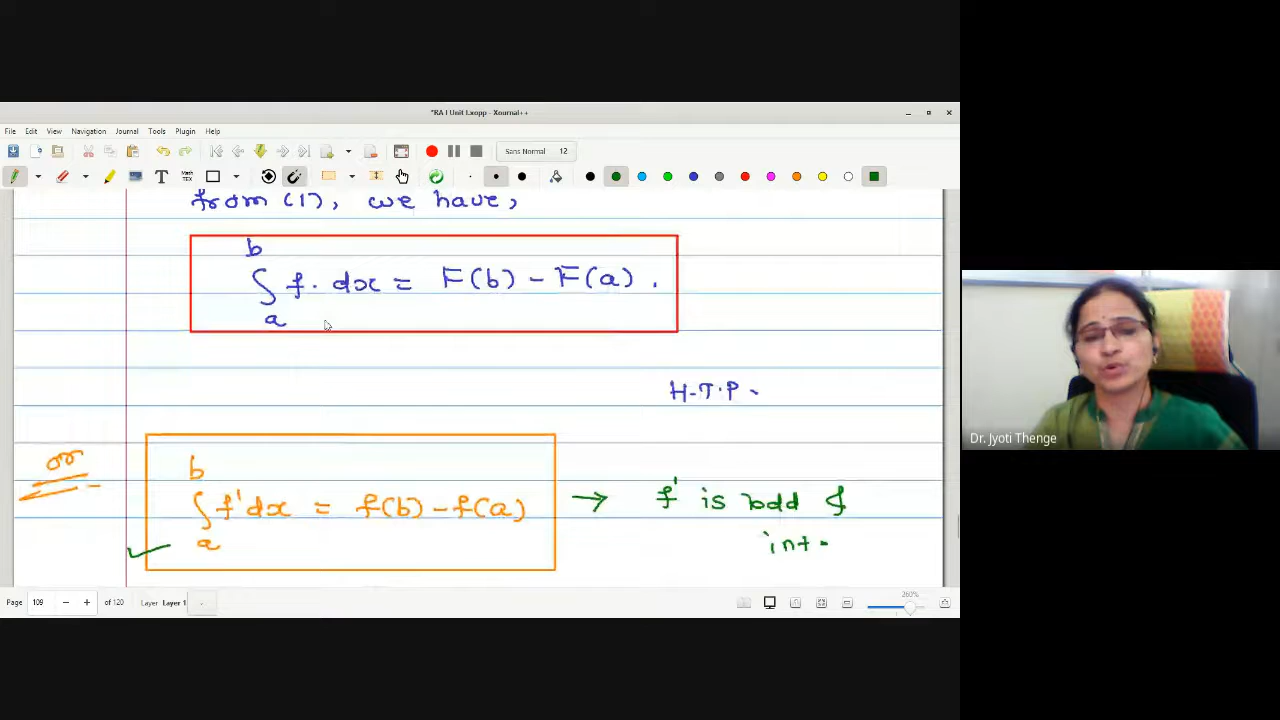 *RA I Unit I.xopp - Xournal++
File Edit View Navigation Journal Tools Plugin Help
Sans Normal 12
from (1), we have,
b
∫ f. dx = F(b) - F(a) .
a
H.T.P.
or
b
∫ f' dx = f(b) - f(a) → f' is bdd &
a
int.
Page 109 of 120 Layer Layer 1
260%
Dr. Jyoti Thenge